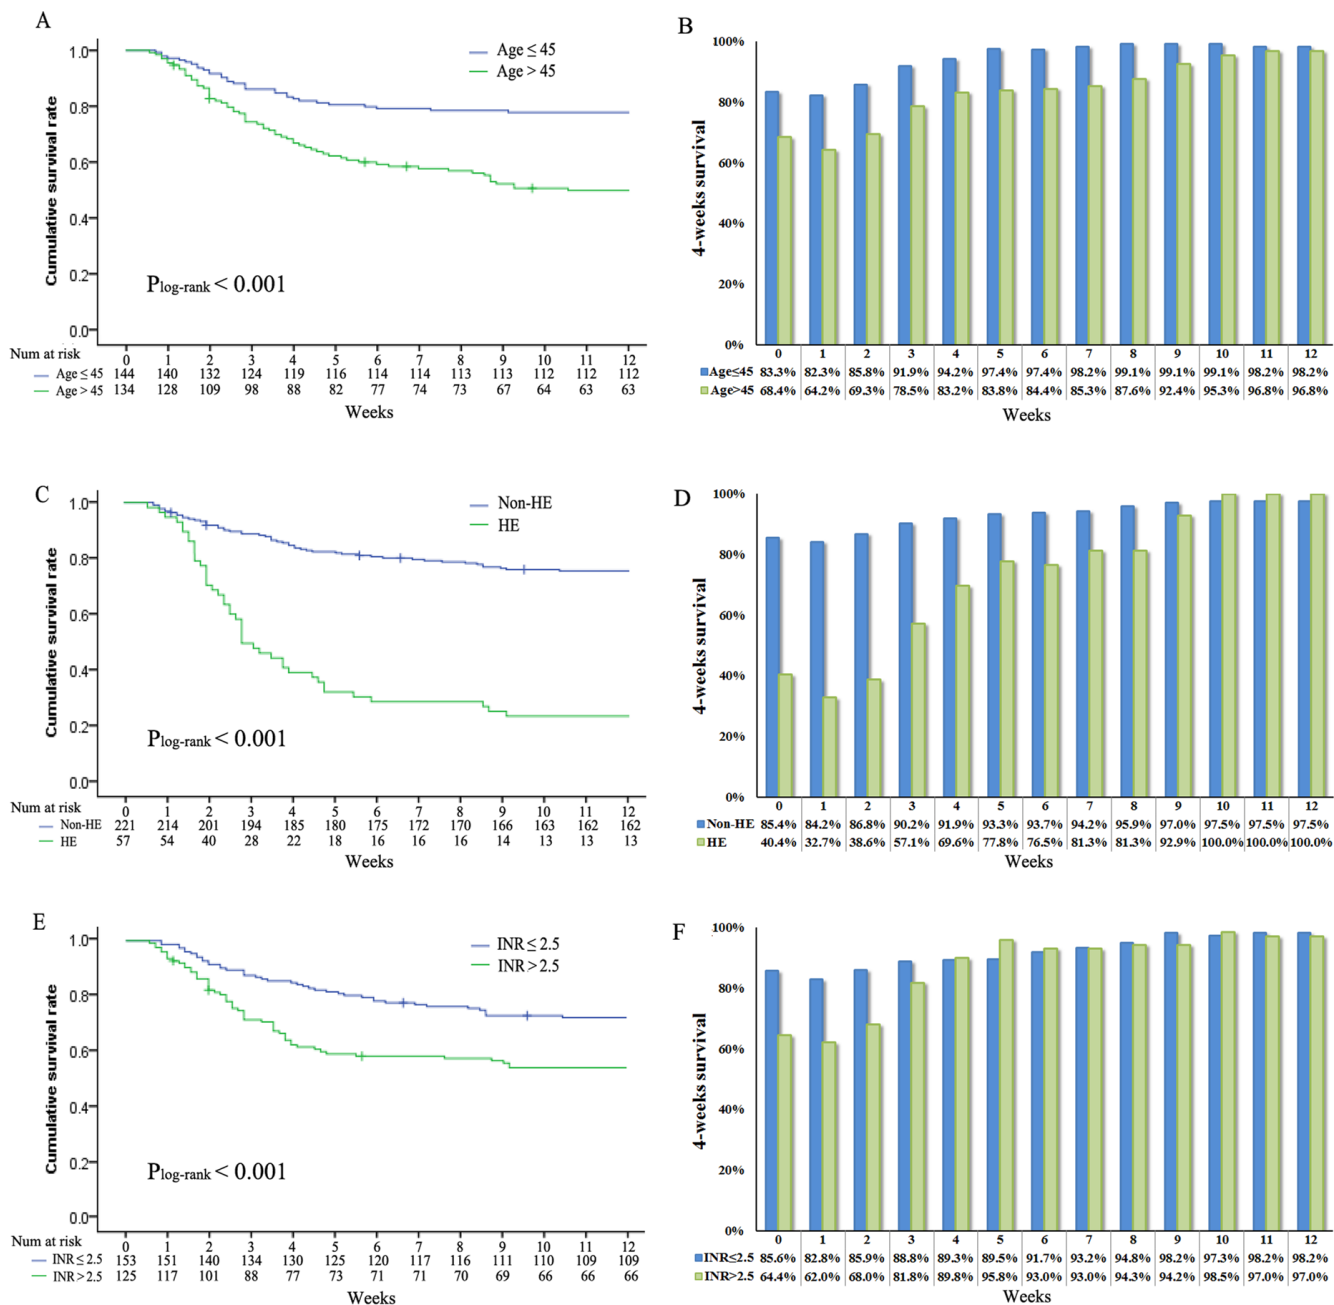 A
1.0
0.8
0.6
0.4
0.2
0.0
Cumulative survival rate
Age ≤ 45
Age > 45
Plog-rank < 0.001
Num at risk
0 1 2 3 4 5 6 7 8 9 10 11 12
Age ≤ 45 144 140 132 124 119 116 114 114 113 113 112 112 112
Age > 45 134 128 109 98 88 82 77 74 73 67 64 63 63
Weeks
B
100%
80%
60%
40%
20%
0%
4-weeks survival
0 1 2 3 4 5 6 7 8 9 10 11 12
Age≤45 83.3% 82.3% 85.8% 91.9% 94.2% 97.4% 97.4% 98.2% 99.1% 99.1% 99.1% 98.2% 98.2%
Age>45 68.4% 64.2% 69.3% 78.5% 83.2% 83.8% 84.4% 85.3% 87.6% 92.4% 95.3% 96.8% 96.8%
Weeks
C
1.0
0.8
0.6
0.4
0.2
0.0
Cumulative survival rate
Non-HE
HE
Plog-rank < 0.001
Num at risk
0 1 2 3 4 5 6 7 8 9 10 11 12
Non-HE 221 214 201 194 185 180 175 172 170 166 163 162 162
HE 57 54 40 28 22 18 16 16 16 14 13 13 13
Weeks
D
100%
80%
60%
40%
20%
0%
4-weeks survival
0 1 2 3 4 5 6 7 8 9 10 11 12
Non-HE 85.4% 84.2% 86.8% 90.2% 91.9% 93.3% 93.7% 94.2% 95.9% 97.0% 97.5% 97.5% 97.5%
HE 40.4% 32.7% 38.6% 57.1% 69.6% 77.8% 76.5% 81.3% 81.3% 92.9% 100.0% 100.0% 100.0%
Weeks
E
1.0
0.8
0.6
0.4
0.2
0.0
Cumulative survival rate
INR ≤ 2.5
INR > 2.5
Plog-rank < 0.001
Num at risk
0 1 2 3 4 5 6 7 8 9 10 11 12
INR ≤ 2.5 153 151 140 134 130 125 120 117 116 111 110 109 109
INR > 2.5 125 117 101 88 77 73 71 71 70 69 66 66 66
Weeks
F
100%
80%
60%
40%
20%
0%
4-weeks survival
0 1 2 3 4 5 6 7 8 9 10 11 12
INR≤2.5 85.6% 82.8% 85.9% 88.8% 89.3% 89.5% 91.7% 93.2% 94.8% 98.2% 97.3% 98.2% 98.2%
INR>2.5 64.4% 62.0% 68.0% 81.8% 89.8% 95.8% 93.0% 93.0% 94.3% 94.2% 98.5% 97.0% 97.0%
Weeks